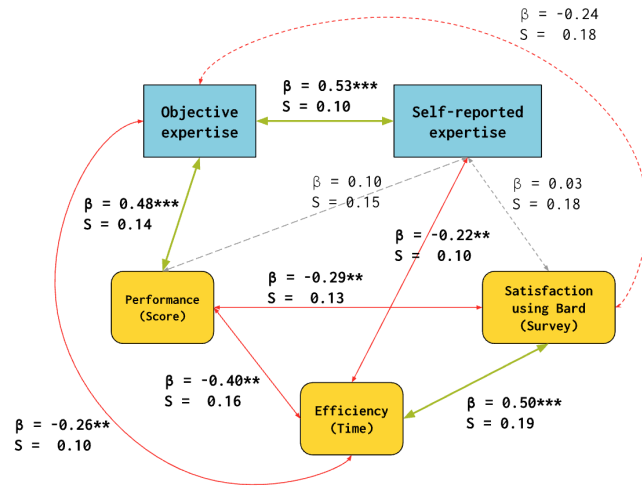 β = -0.24
S = 0.18
β = 0.53***
S = 0.10
Objective
expertise
Self-reported
expertise
β = 0.10
S = 0.15
β = 0.03
S = 0.18
β = 0.48***
S = 0.14
β = -0.22**
S = 0.10
β = -0.29**
S = 0.13
Performance
(Score)
Satisfaction
using Bard
(Survey)
β = -0.40**
S = 0.16
Efficiency
(Time)
β = 0.50***
S = 0.19
β = -0.26**
S = 0.10